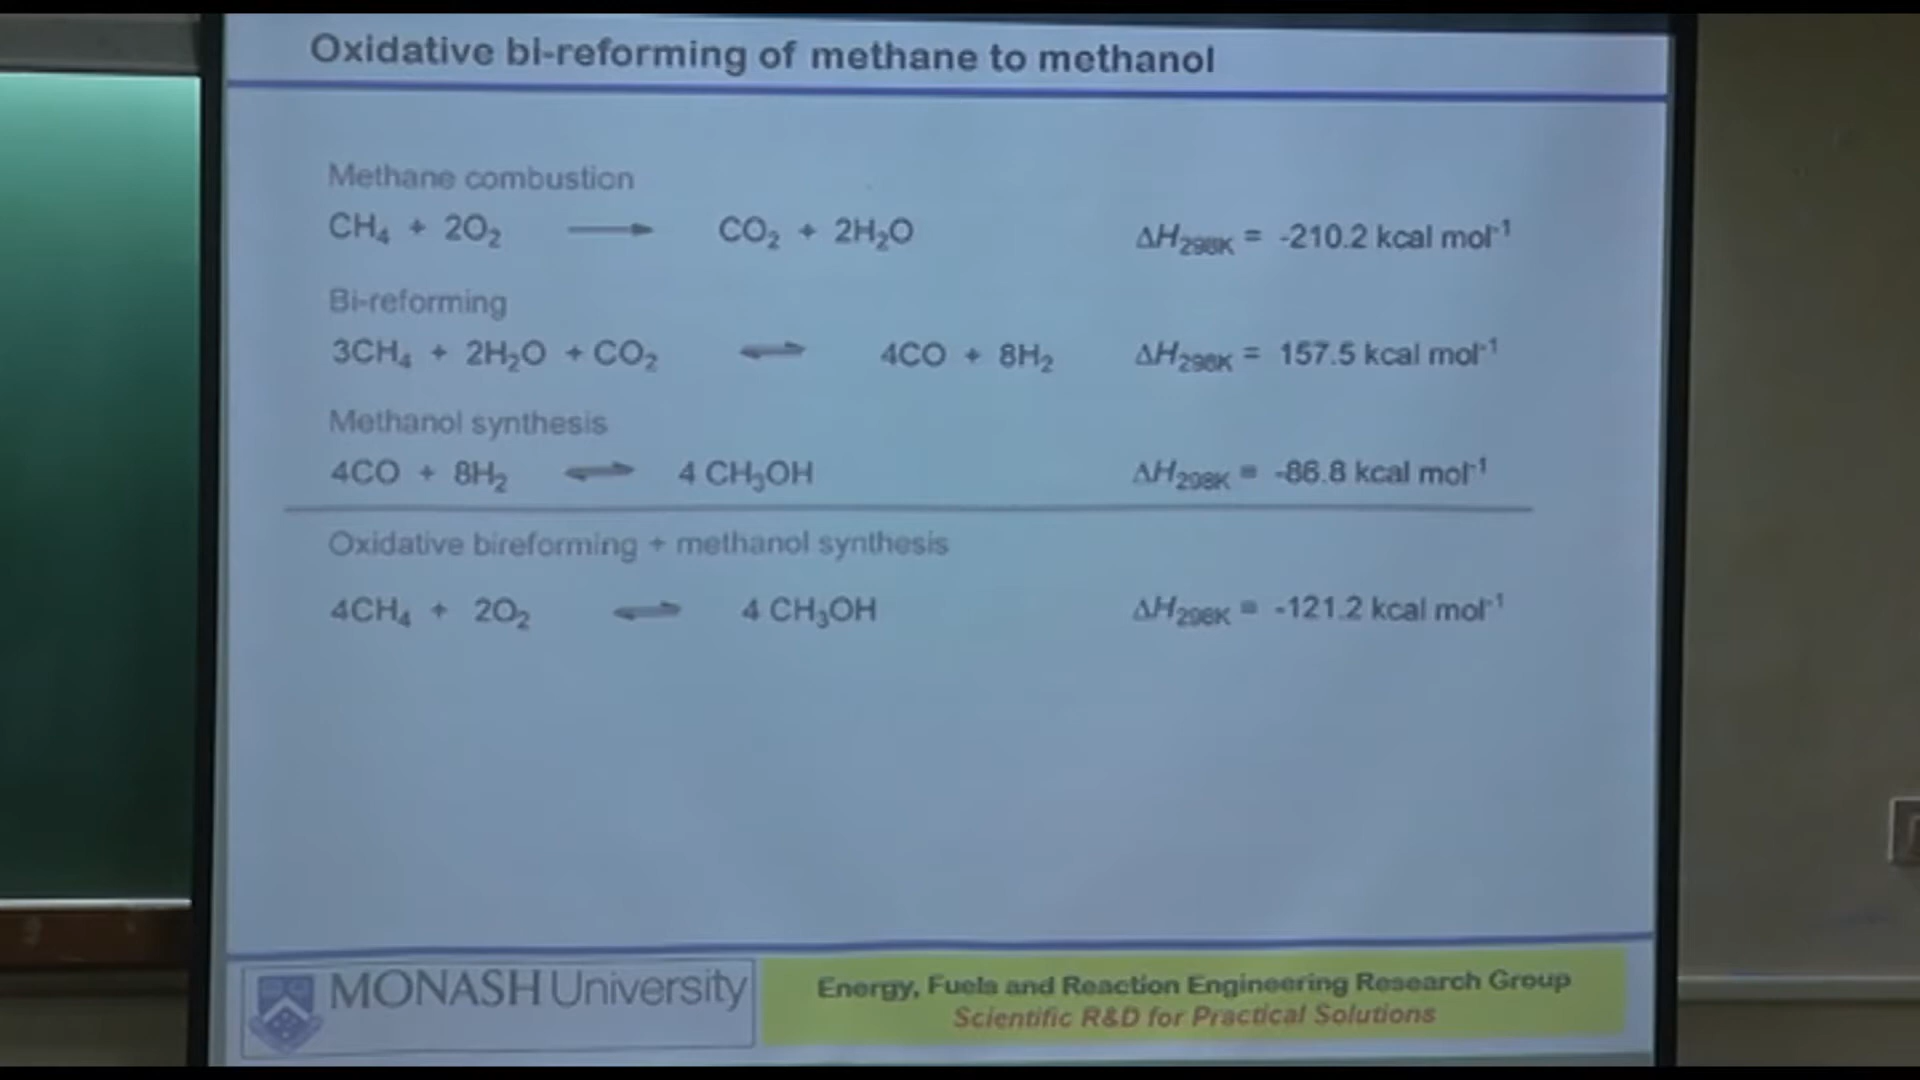 Oxidative bi-reforming of methane to methanol
Methane combustion
CH₄ + 2O₂ ⟶ CO₂ + 2H₂O ΔH₂₉₈K = -210.2 kcal mol⁻¹
Bi-reforming
3CH₄ + 2H₂O + CO₂ ⇌ 4CO + 8H₂ ΔH₂₉₈K = 157.5 kcal mol⁻¹
Methanol synthesis
4CO + 8H₂ ⇌ 4 CH₃OH ΔH₂₉₈K = -86.8 kcal mol⁻¹
Oxidative bireforming + methanol synthesis
4CH₄ + 2O₂ ⇌ 4 CH₃OH ΔH₂₉₈K = -121.2 kcal mol⁻¹
MONASH University
Energy, Fuels and Reaction Engineering Research Group
Scientific R&D for Practical Solutions